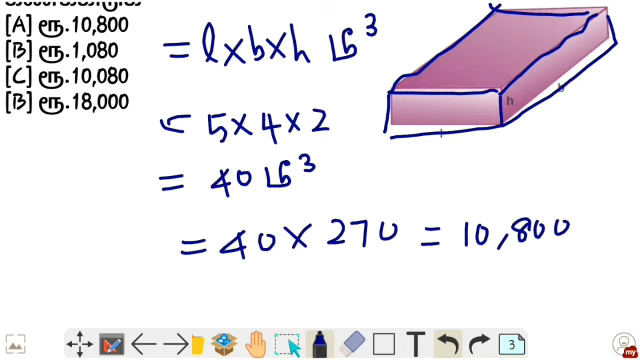 [A] ரூ.10,800
[B] ரூ.1,080
[C] ரூ.10,080
[B] ரூ.18,000
= l×b×h மீ³
5×4×2
= 40 மீ³
= 40×270 = 10,800
h
b
l
T
3
my